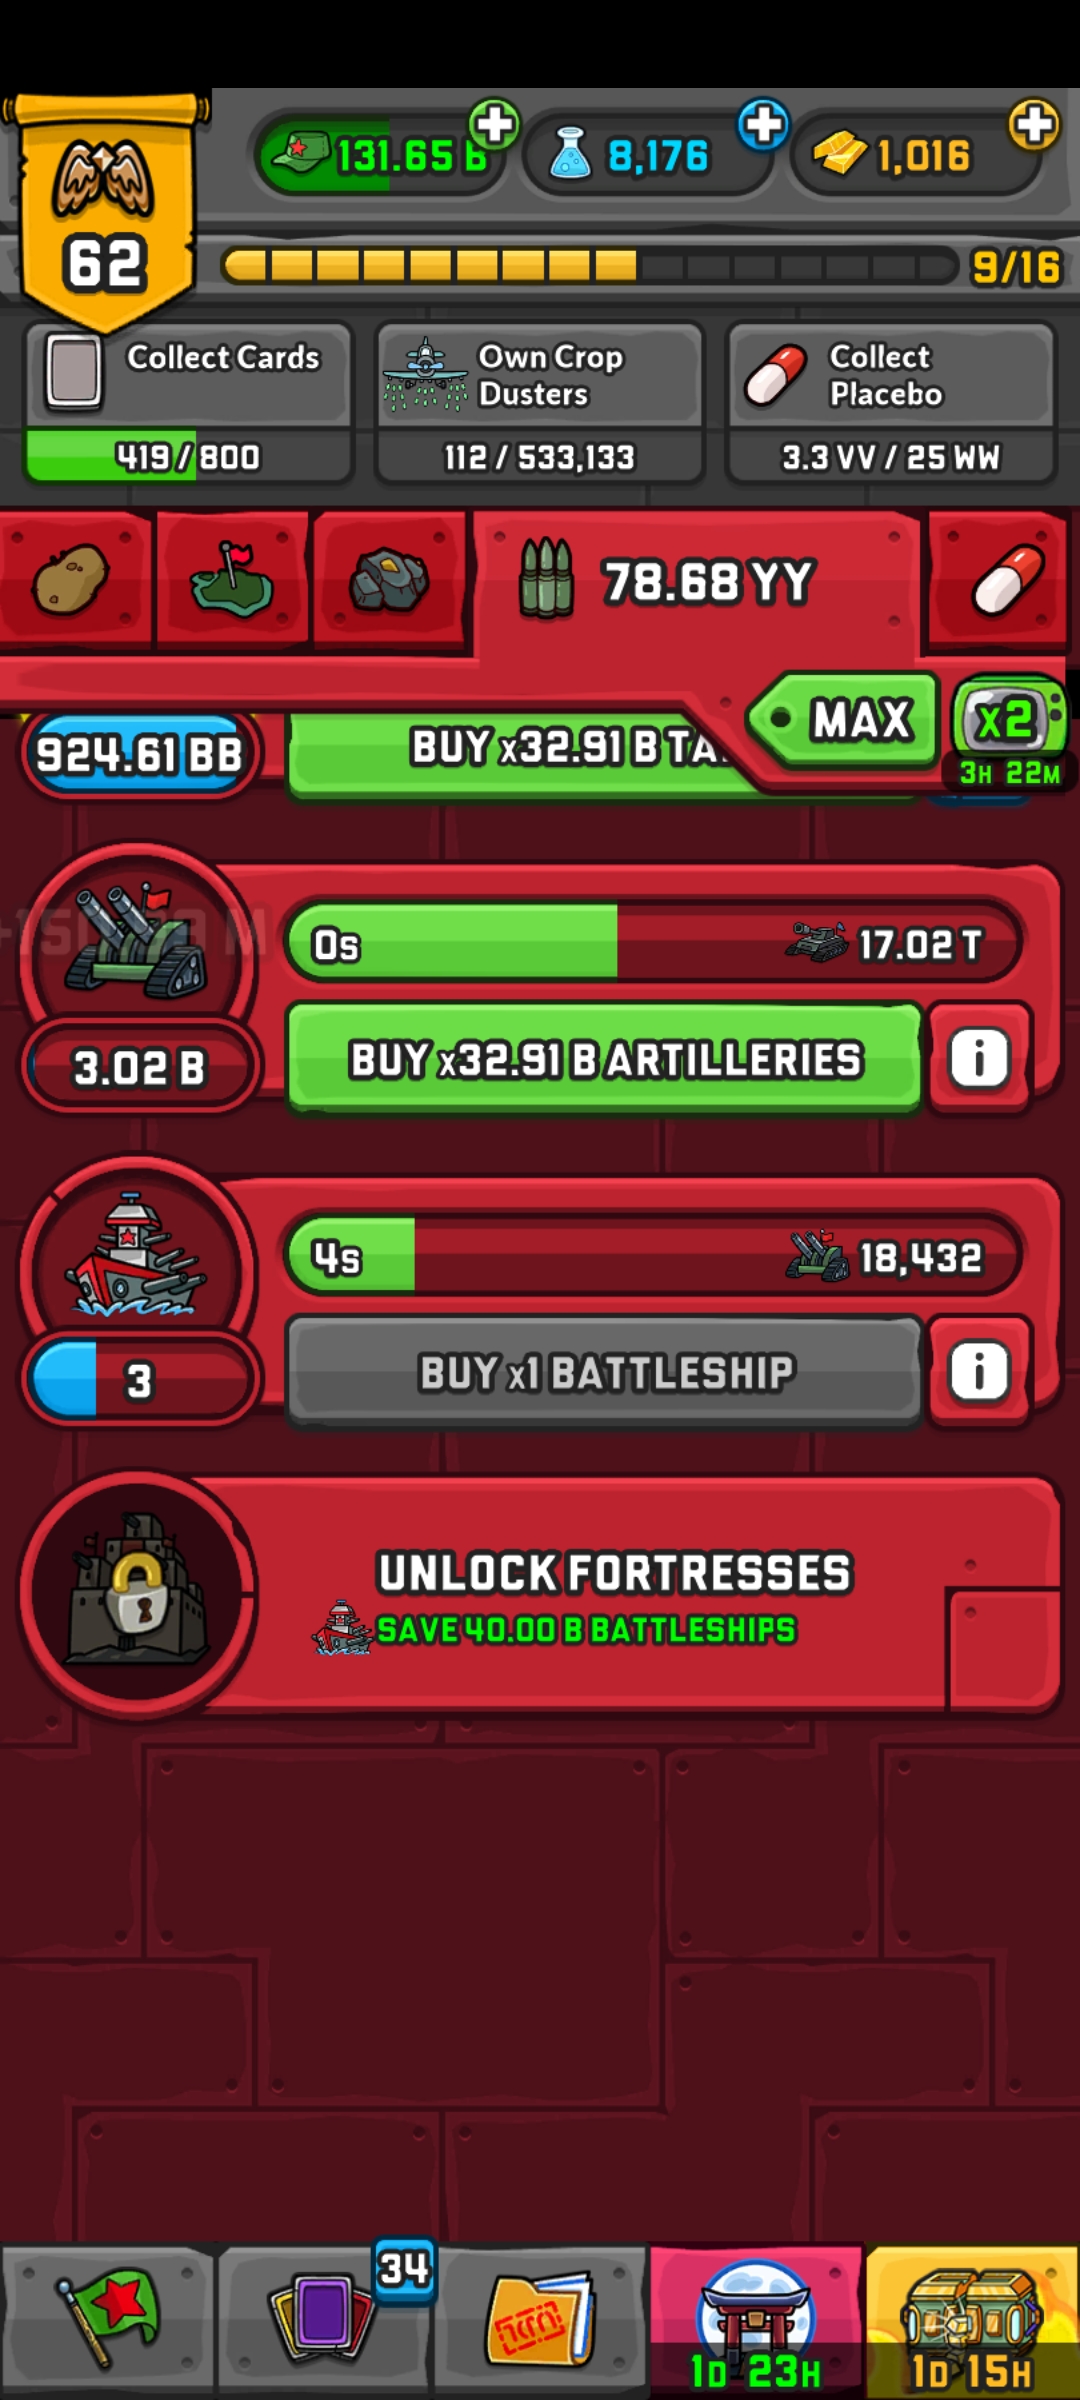 131.65 B
8,176
1,016
62
9/16
Collect Cards
419 / 800
Own Crop
Dusters
112 / 533,133
Collect
Placebo
3.3 VV / 25 WW
78.68 YY
MAX
x2
3H 22M
924.61 BB
BUY x32.91 B TA
0s
17.02 T
3.02 B
BUY x32.91 B ARTILLERIES
i
4s
18,432
3
BUY x1 BATTLESHIP
i
UNLOCK FORTRESSES
SAVE 40.00 B BATTLESHIPS
34
1D 23H
1D 15H